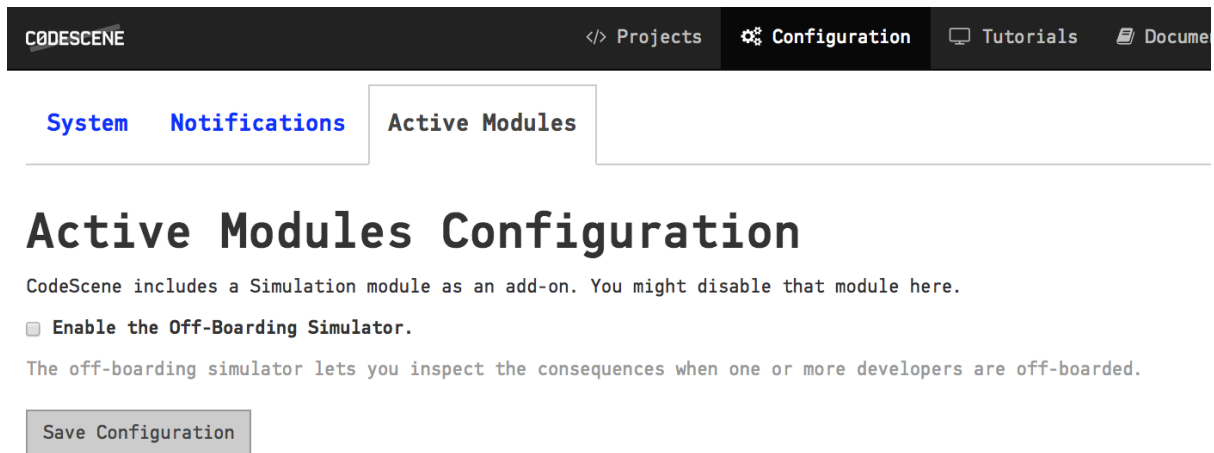 CØDESCENE
</> Projects
Configuration
Tutorials
Docume
System
Notifications
Active Modules
Active Modules Configuration
CodeScene includes a Simulation module as an add-on. You might disable that module here.
Enable the Off-Boarding Simulator.
The off-boarding simulator lets you inspect the consequences when one or more developers are off-boarded.
Save Configuration